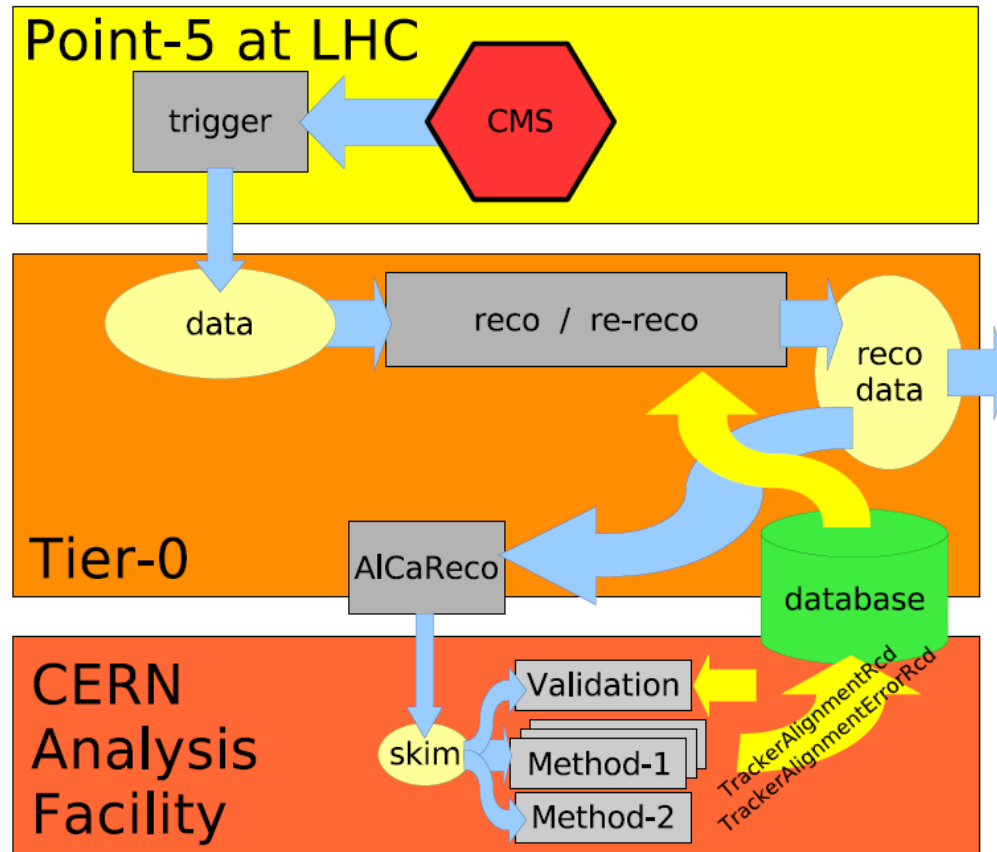 Point-5 at LHC
trigger
CMS
data
reco / re-reco
reco
data
Tier-0
AlCaReco
database
CERN
Analysis
Facility
Validation
skim
Method-1
Method-2
TrackerAlignmentRcd
TrackerAlignmentErrorRcd